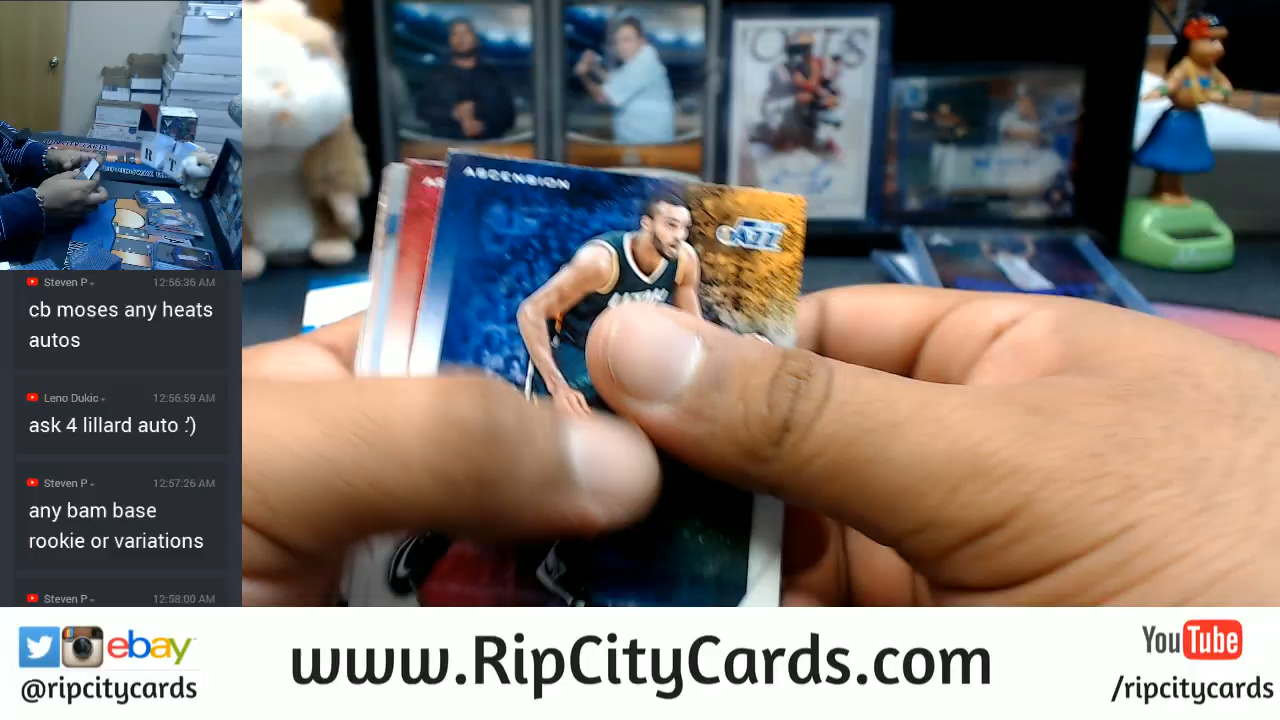 Steven P 12:56:36 AM
cb moses any heats
autos
Leno Dukic 12:56:59 AM
ask 4 lillard auto :')
Steven P 12:57:26 AM
any bam base
rookie or variations
Steven P 12:58:00 AM
ASCENSION
JAZZ
ebay
@ripcitycards
www.RipCityCards.com
YouTube
/ripcitycards